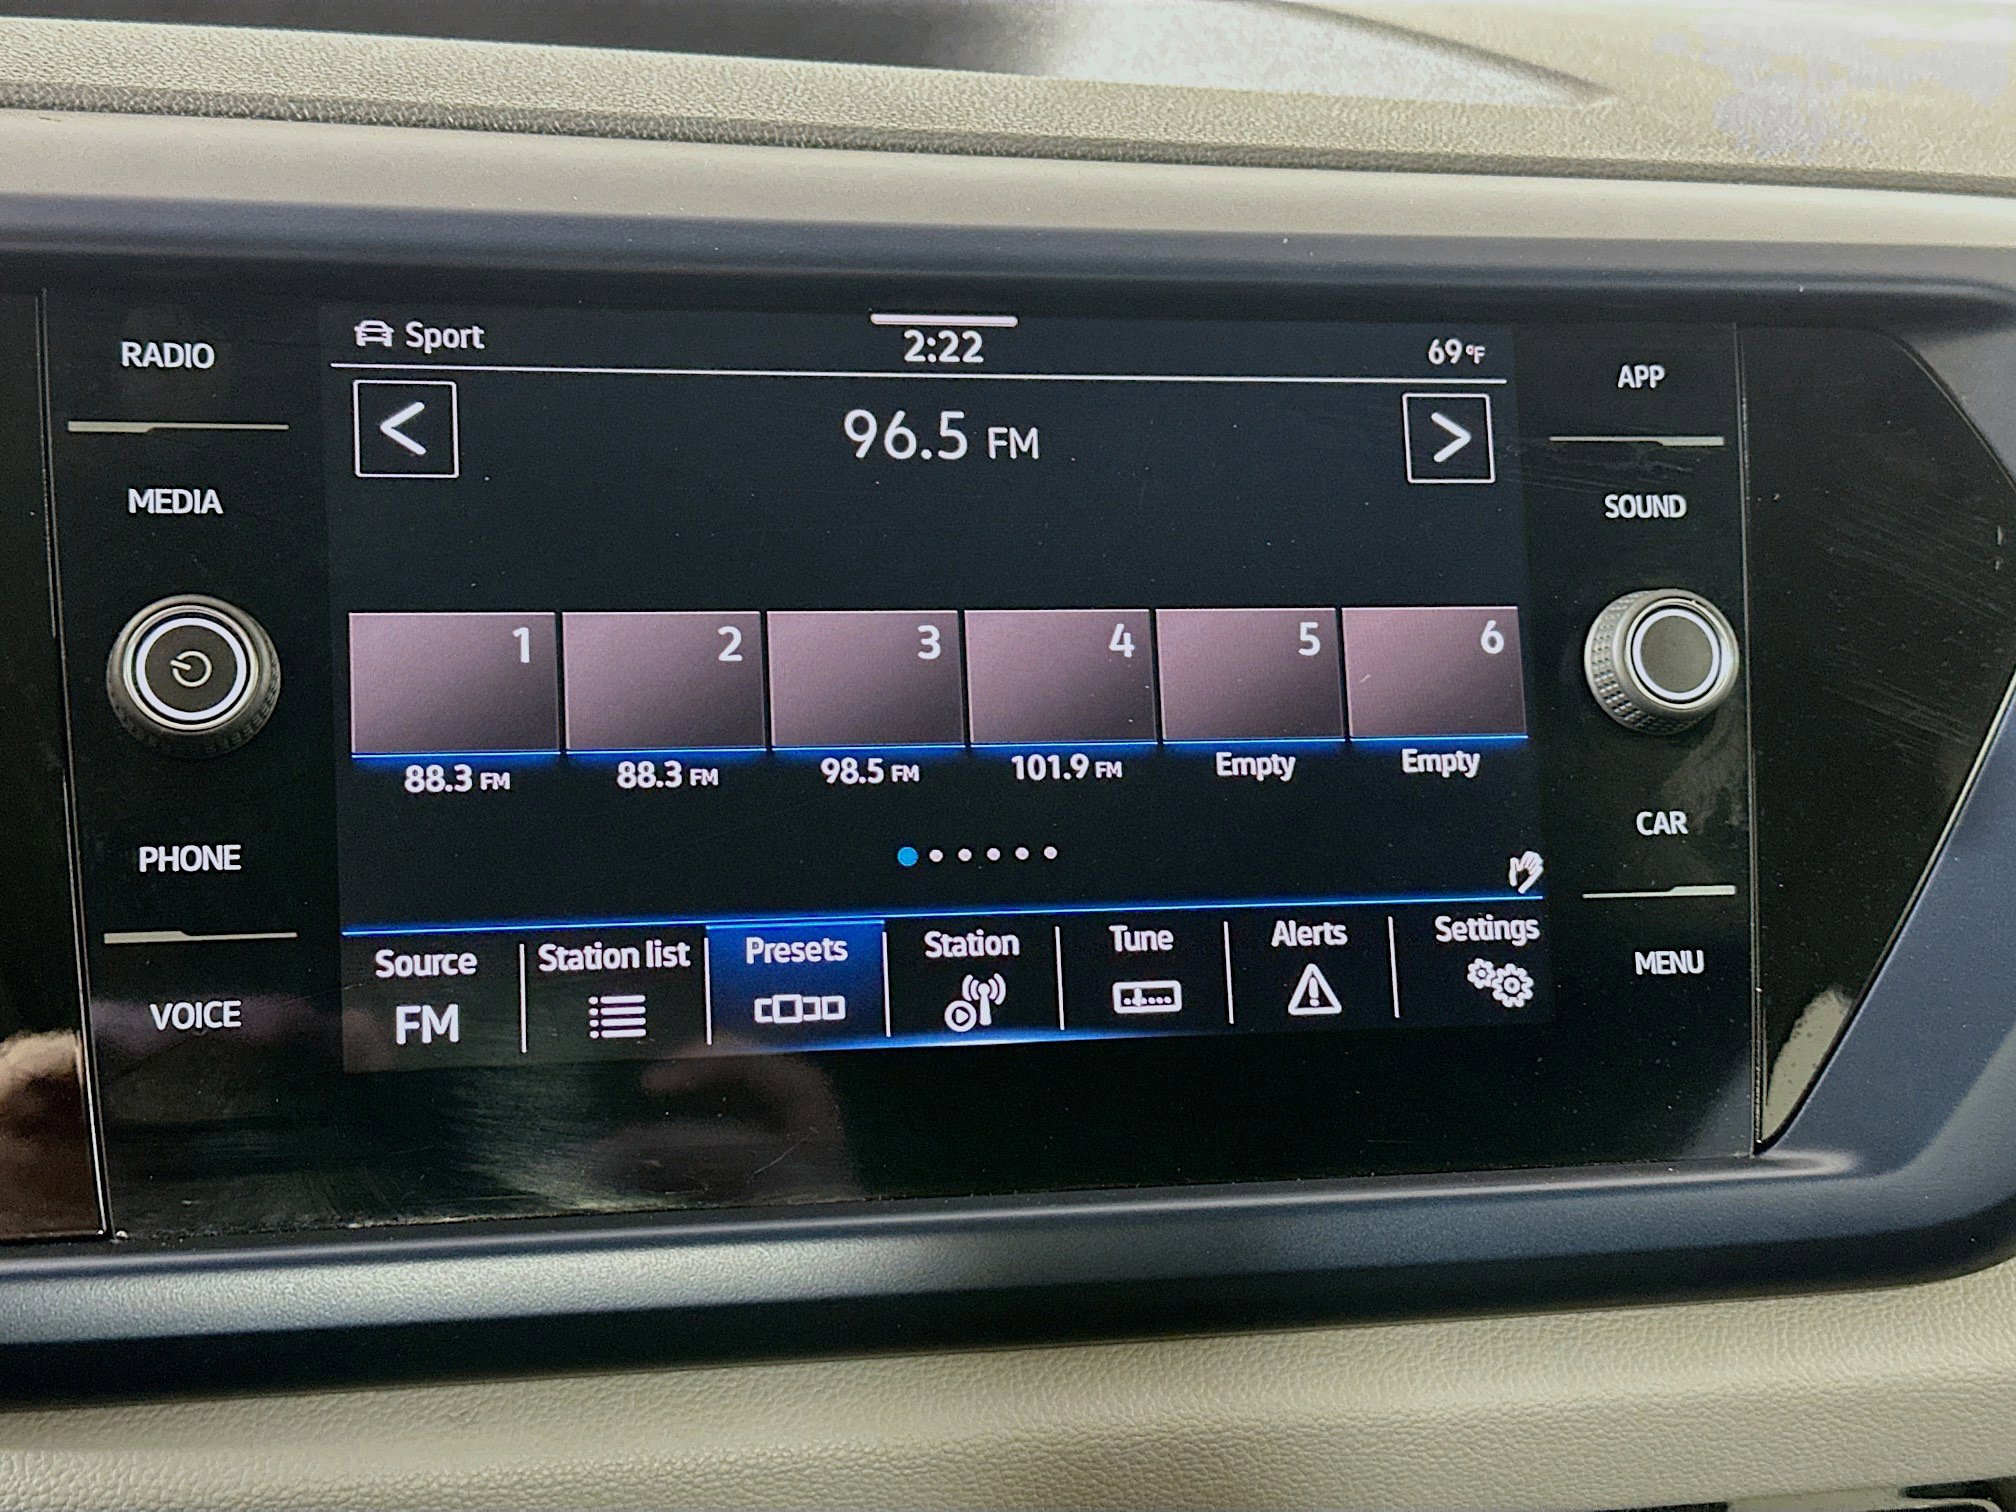 RADIO
MEDIA
PHONE
VOICE
Sport
2:22
69°F
96.5 FM
1
2
3
4
5
6
88.3 FM
88.3 FM
98.5 FM
101.9 FM
Empty
Empty
Source
FM
Station list
Presets
Station
Tune
Alerts
Settings
APP
SOUND
CAR
MENU